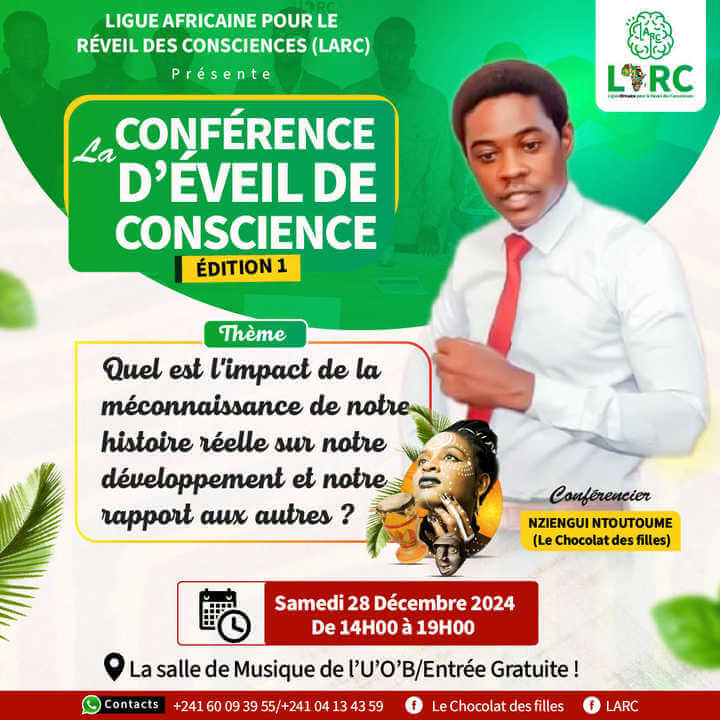 LIGUE AFRICAINE POUR LE
RÉVEIL DES CONSCIENCES (LARC)
Présente
La CONFÉRENCE
D'ÉVEIL DE
CONSCIENCE
ÉDITION 1
LARC
Thème
Quel est l'impact de la
méconnaissance de notre
histoire réelle sur notre
développement et notre
rapport aux autres ?
Conférencier
NZIENGUI NTOUTOUME
(Le Chocolat des filles)
Samedi 28 Décembre 2024
De 14H00 à 19H00
La salle de Musique de l'U'O'B/Entrée Gratuite !
Contacts +241 60 09 39 55/+241 04 13 43 59 Le Chocolat des filles LARC